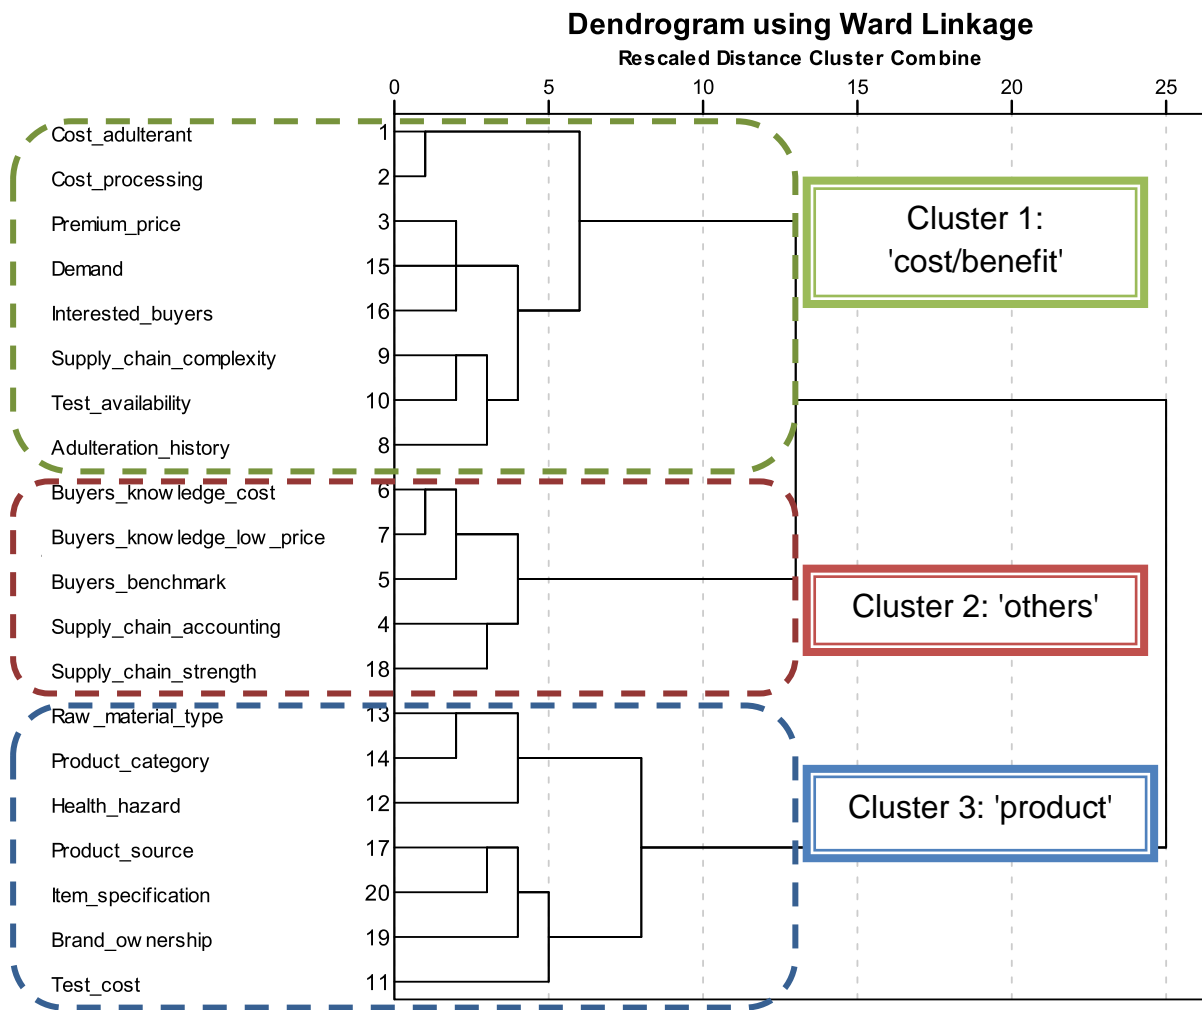 Dendrogram using Ward Linkage
Rescaled Distance Cluster Combine
0 5 10 15 20 25
Cost_adulterant 1
Cost_processing 2
Premium_price 3
Demand 15
Interested_buyers 16
Supply_chain_complexity 9
Test_availability 10
Adulteration_history 8
Buyers_knowledge_cost 6
Buyers_knowledge_low_price 7
Buyers_benchmark 5
Supply_chain_accounting 4
Supply_chain_strength 18
Raw_material_type 13
Product_category 14
Health_hazard 12
Product_source 17
Item_specification 20
Brand_ownership 19
Test_cost 11
Cluster 1:
'cost/benefit'
Cluster 2: 'others'
Cluster 3: 'product'